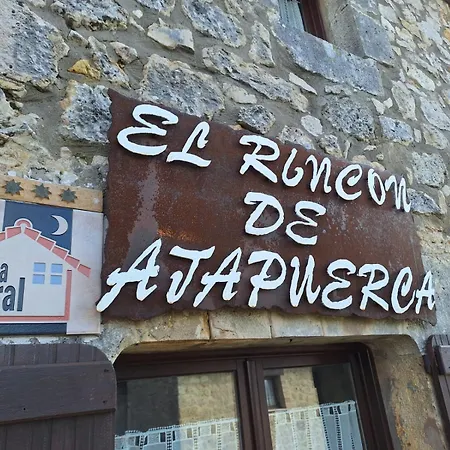 EL RINCON
DE
ATAPUERCA
a
ral